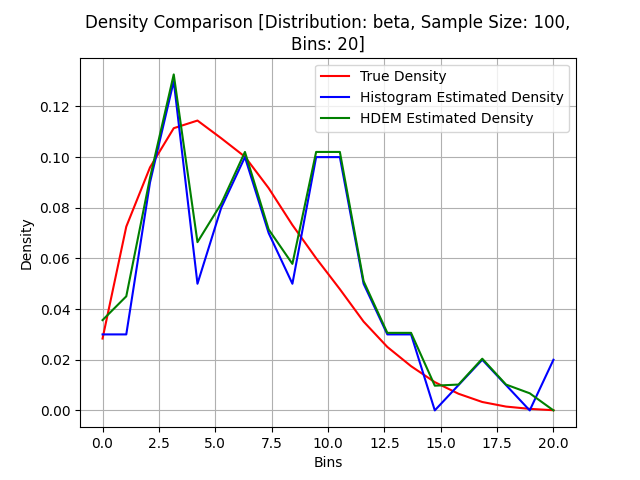 Density Comparison [Distribution: beta, Sample Size: 100,
Bins: 20]
True Density
Histogram Estimated Density
HDEM Estimated Density
Density
0.12
0.10
0.08
0.06
0.04
0.02
0.00
0.0 2.5 5.0 7.5 10.0 12.5 15.0 17.5 20.0
Bins